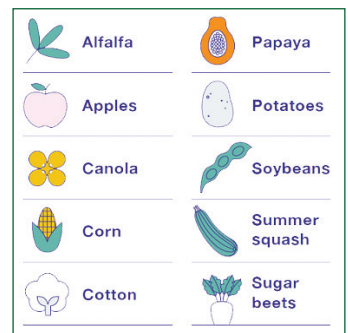 Alfalfa
Apples
Canola
Corn
Cotton
Papaya
Potatoes
Soybeans
Summer
squash
Sugar
beets